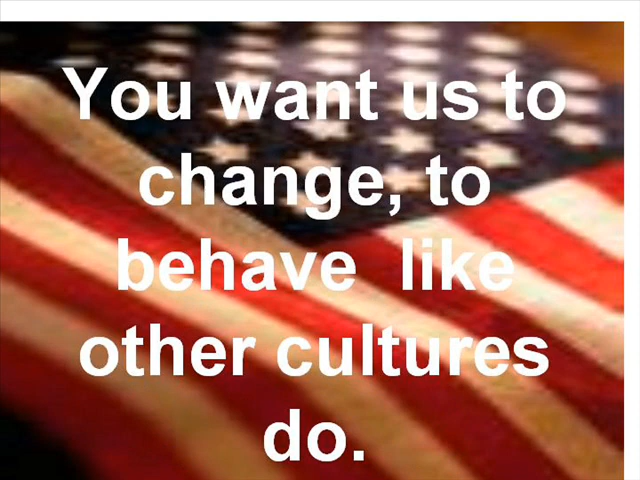 You want us to
change, to
behave  like
other cultures
do.